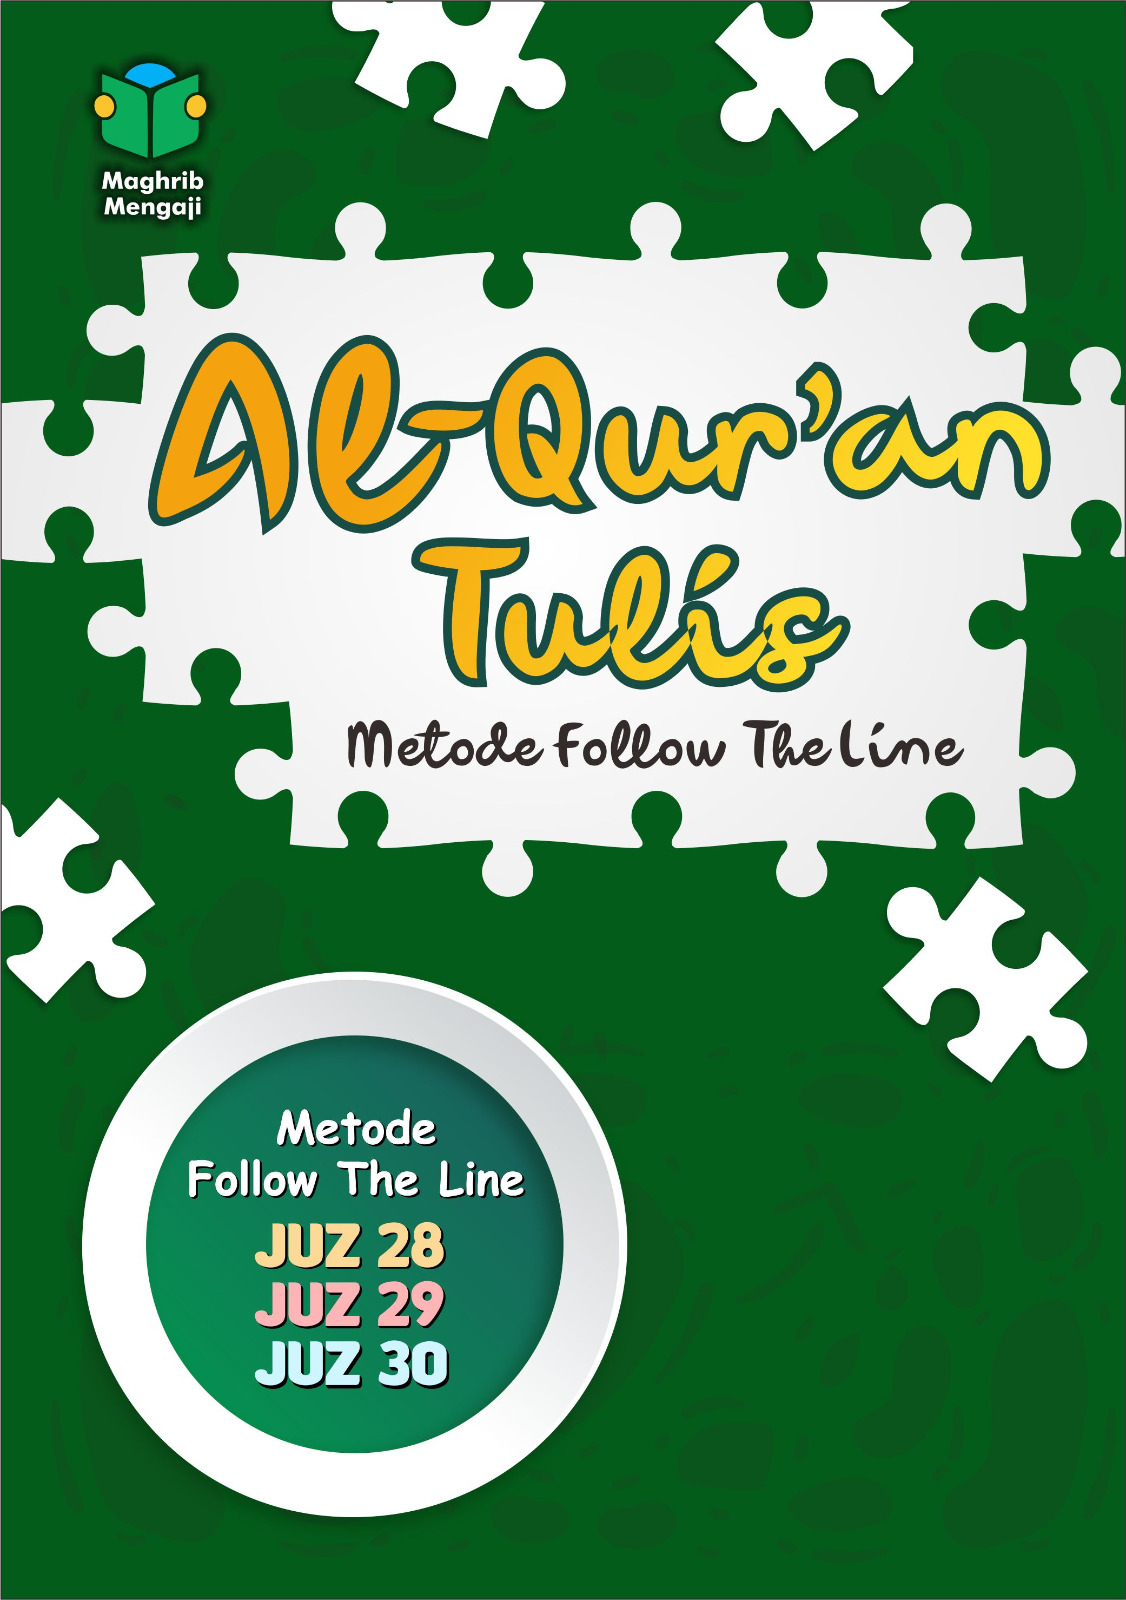 Maghrib
Mengaji
Al-Qur'an
Tulis
Metode Follow The Line
Metode
Follow The Line
JUZ 28
JUZ 29
JUZ 30